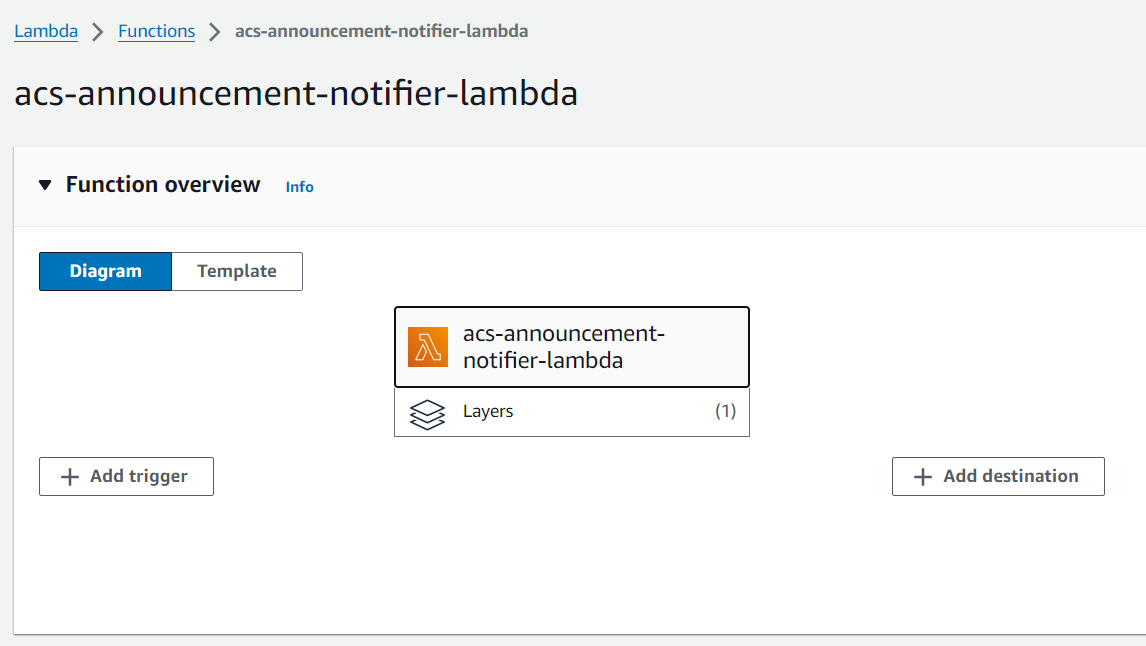 Lambda > Functions > acs-announcement-notifier-lambda
acs-announcement-notifier-lambda
Function overview Info
Diagram Template
acs-announcement-
notifier-lambda
Layers (1)
+ Add trigger + Add destination